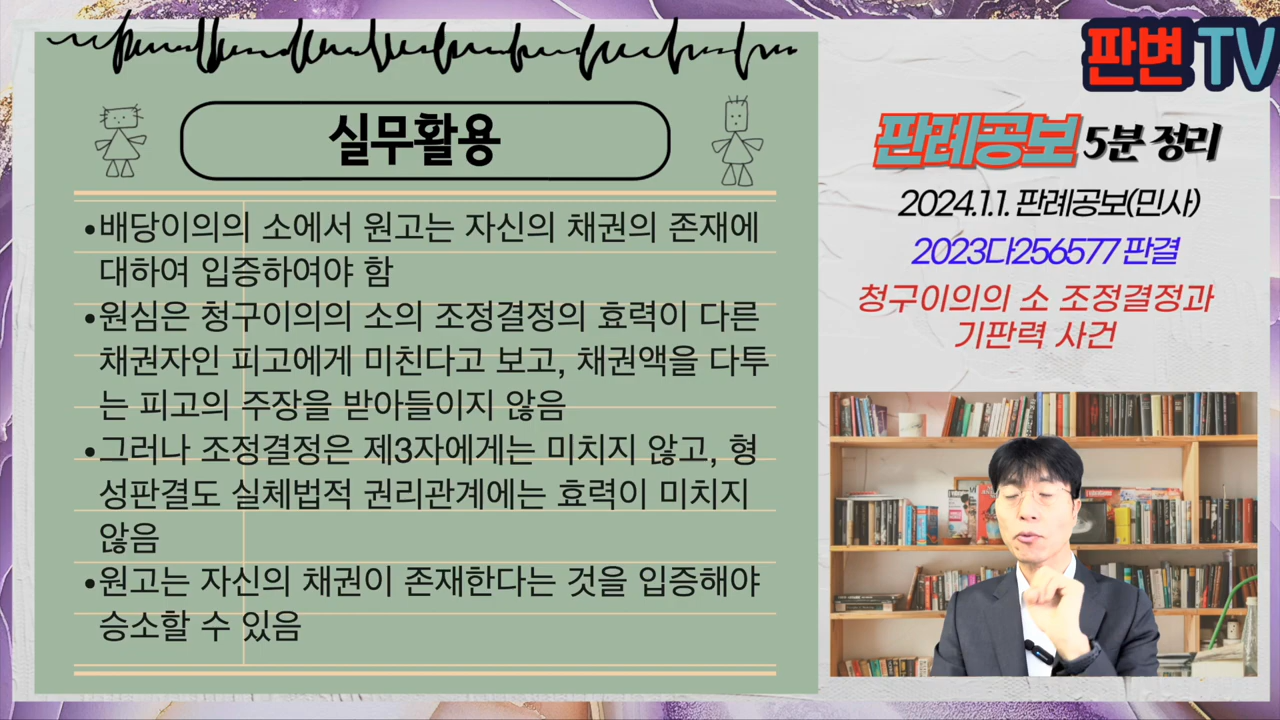 판변 TV
실무활용
•배당이의의 소에서 원고는 자신의 채권의 존재에
대하여 입증하여야 함
•원심은 청구이의의 소의 조정결정의 효력이 다른
채권자인 피고에게 미친다고 보고, 채권액을 다투
는 피고의 주장을 받아들이지 않음
•그러나 조정결정은 제3자에게는 미치지 않고, 형
성판결도 실체법적 권리관계에는 효력이 미치지
않음
•원고는 자신의 채권이 존재한다는 것을 입증해야
승소할 수 있음
판례공보 5분 정리
2024.1.1. 판례공보(민사)
2023다256577 판결
청구이의의 소 조정결정과
기판력 사건